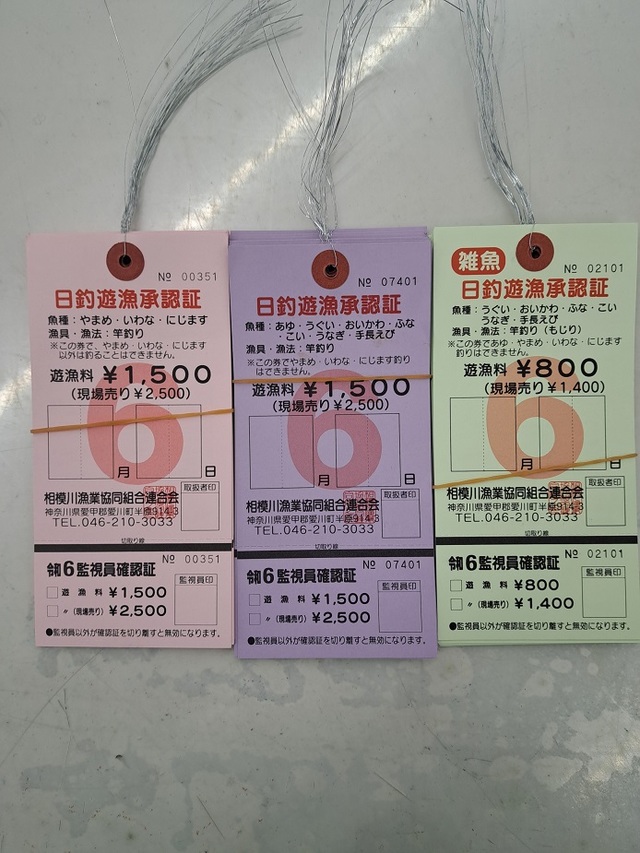 № 00351
日釣遊漁承認証
魚種：やまめ・いわな・にじます
漁具・漁法：竿釣り
※この券で、やまめ・いわな・にじます
以外は釣ることはできません。
遊漁料 ￥1,500
(現場売り￥2,500)
6
月 日
取扱者印
相模川漁業協同組合連合会
神奈川県愛甲郡愛川町半原914-3
TEL.046-210-3033
切取り線
№ 00351
令和6監視員確認証
遊漁料 ￥1,500
〃(現場売り) ￥2,500
監視員印
●監視員以外が確認証を切り離すと無効になります。
№ 07401
日釣遊漁承認証
魚種：あゆ・うぐい・おいかわ・ふな
・こい・うなぎ・手長えび
漁具・漁法：竿釣り
※この券でやまめ・いわな・にじます釣り
はできません。
遊漁料 ￥1,500
(現場売り￥2,500)
6
月 日
取扱者印
相模川漁業協同組合連合会
神奈川県愛甲郡愛川町半原914-3
TEL.046-210-3033
切取り線
№ 07401
令和6監視員確認証
遊漁料 ￥1,500
〃(現場売り) ￥2,500
監視員印
●監視員以外が確認証を切り離すと無効になります。
雑魚
№ 02101
日釣遊漁承認証
魚種：うぐい・おいかわ・ふな・こい
うなぎ・手長えび
漁具・漁法：竿釣り（もじり）
※この券であゆ・やまめ・いわな・にじます
釣りはできません。
遊漁料 ￥800
(現場売り￥1,400)
6
月 日
取扱者印
相模川漁業協同組合連合会
神奈川県愛甲郡愛川町半原914-3
TEL.046-210-3033
切取り線
№ 02101
令和6監視員確認証
遊漁料 ￥800
〃(現場売り) ￥1,400
監視員印
●監視員以外が確認証を切り離すと無効になります。